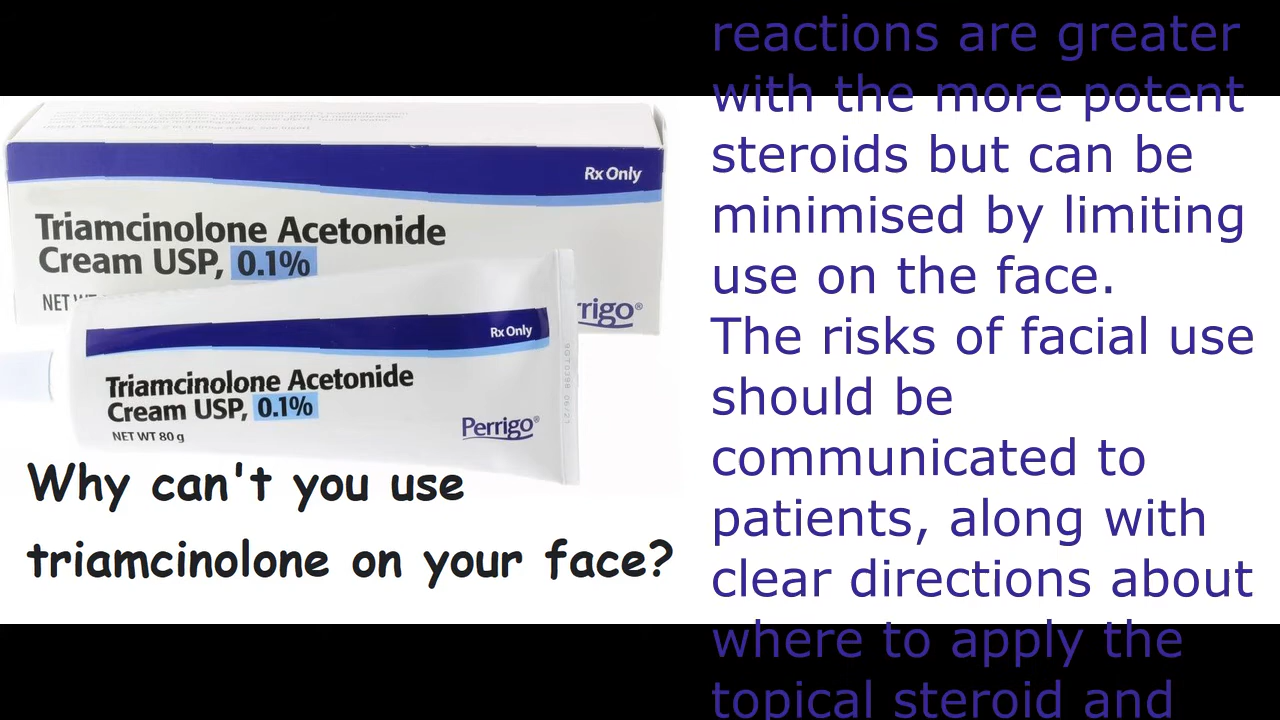 Rx Only
Triamcinolone Acetonide
Cream USP, 0.1%
NET
rrigo®
Rx Only
Triamcinolone Acetonide
Cream USP, 0.1%
NET WT 80 g
Perrigo®
Why can't you use
triamcinolone on your face?
reactions are greater
with the more potent
steroids but can be
minimised by limiting
use on the face.
The risks of facial use
should be
communicated to
patients, along with
clear directions about
where to apply the
topical steroid and